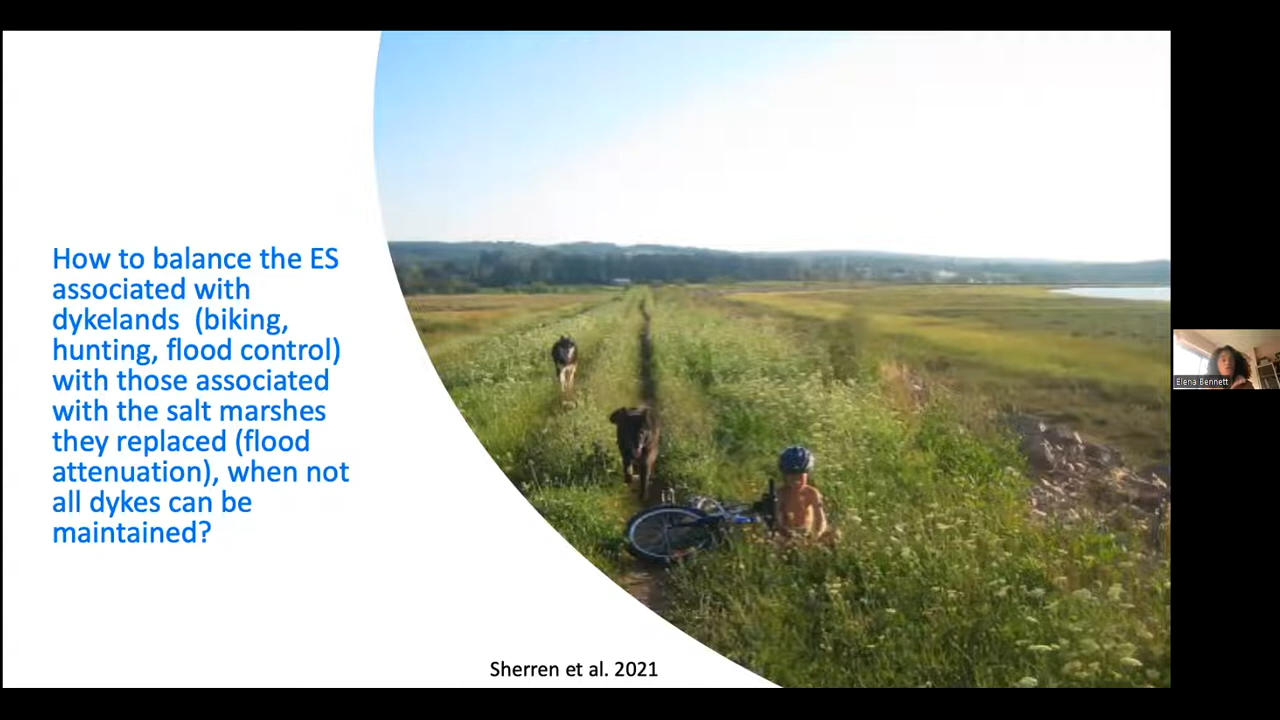 How to balance the ES
associated with
dykelands (biking,
hunting, flood control)
with those associated
with the salt marshes
they replaced (flood
attenuation), when not
all dykes can be
maintained?
Elena Bennett
Sherren et al. 2021